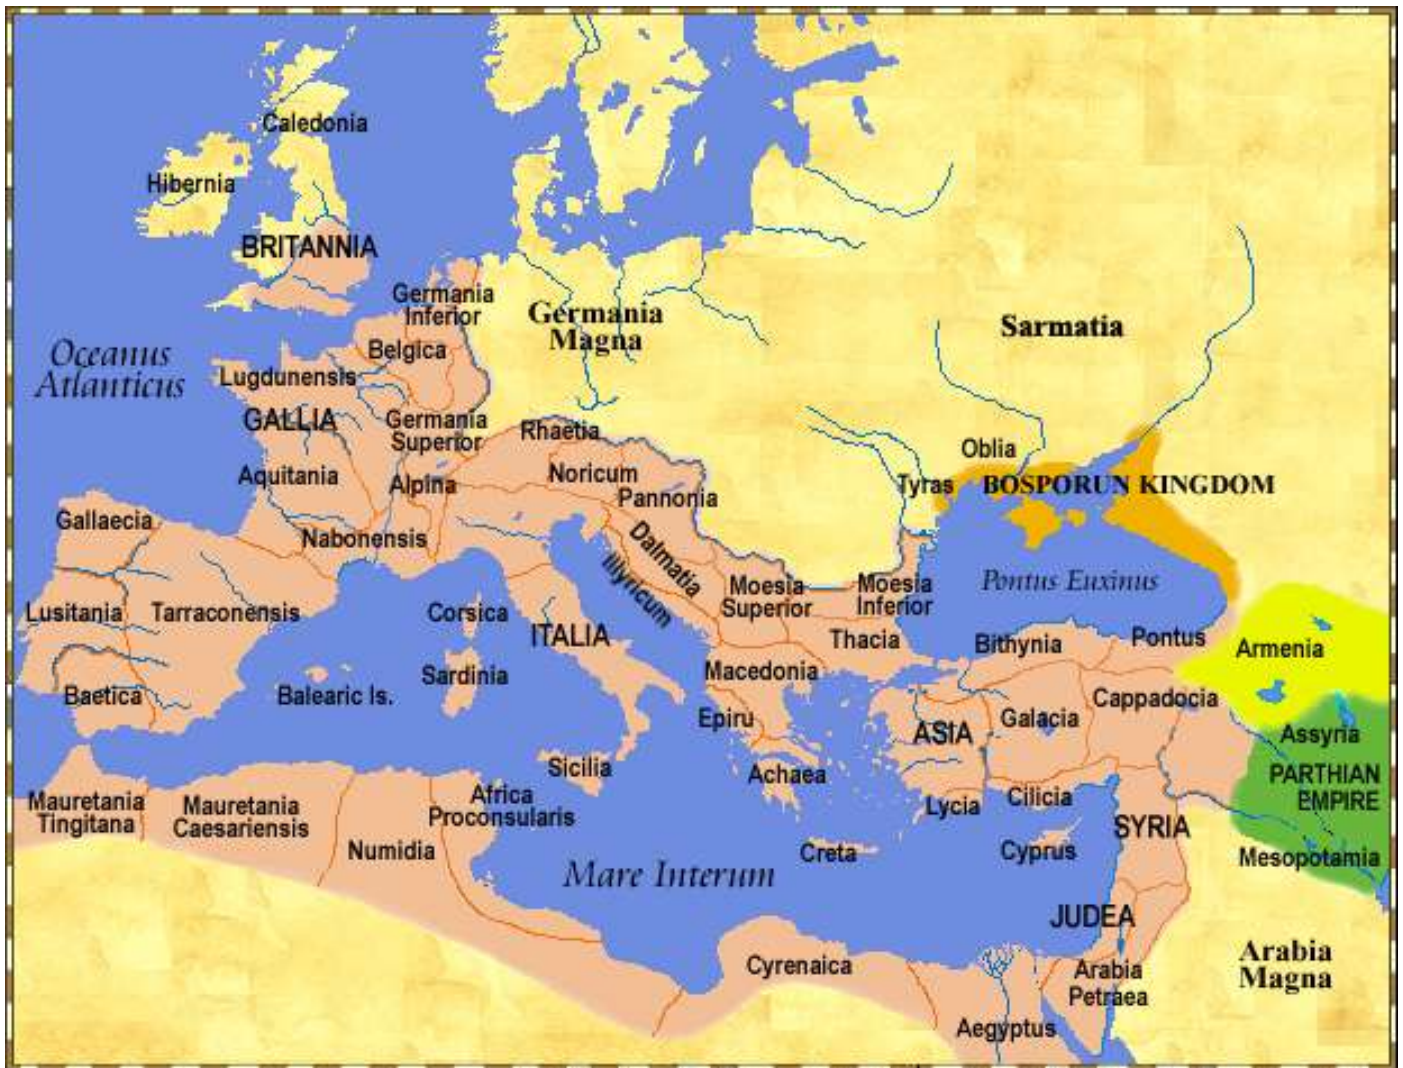 Caledonia
Hibernia
BRITANNIA
Germania
Inferior
Germania
Magna
Sarmatia
Oceanus
Atlanticus
Belgica
Lugdunensis
GALLIA
Germania
Superior
Rhaetia
Oblia
Aquitania
Alpina
Noricum
Pannonia
Tyras
BOSPORUN KINGDOM
Gallaecia
Nabonensis
Dalmatia
Illyricum
Moesia
Superior
Moesia
Inferior
Pontus Euxinus
Lusitania
Tarraconensis
Corsica
ITALIA
Thacia
Bithynia
Pontus
Armenia
Baetica
Balearic Is.
Sardinia
Macedonia
Cappadocia
Epiru
ASIA
Galacia
Assyria
Sicilia
Achaea
PARTHIAN
EMPIRE
Mauretania
Tingitana
Mauretania
Caesariensis
Africa
Proconsularis
Lycia
Cilicia
SYRIA
Numidia
Creta
Cyprus
Mesopotamia
Mare Interum
JUDEA
Cyrenaica
Arabia
Petraea
Arabia
Magna
Aegyptus